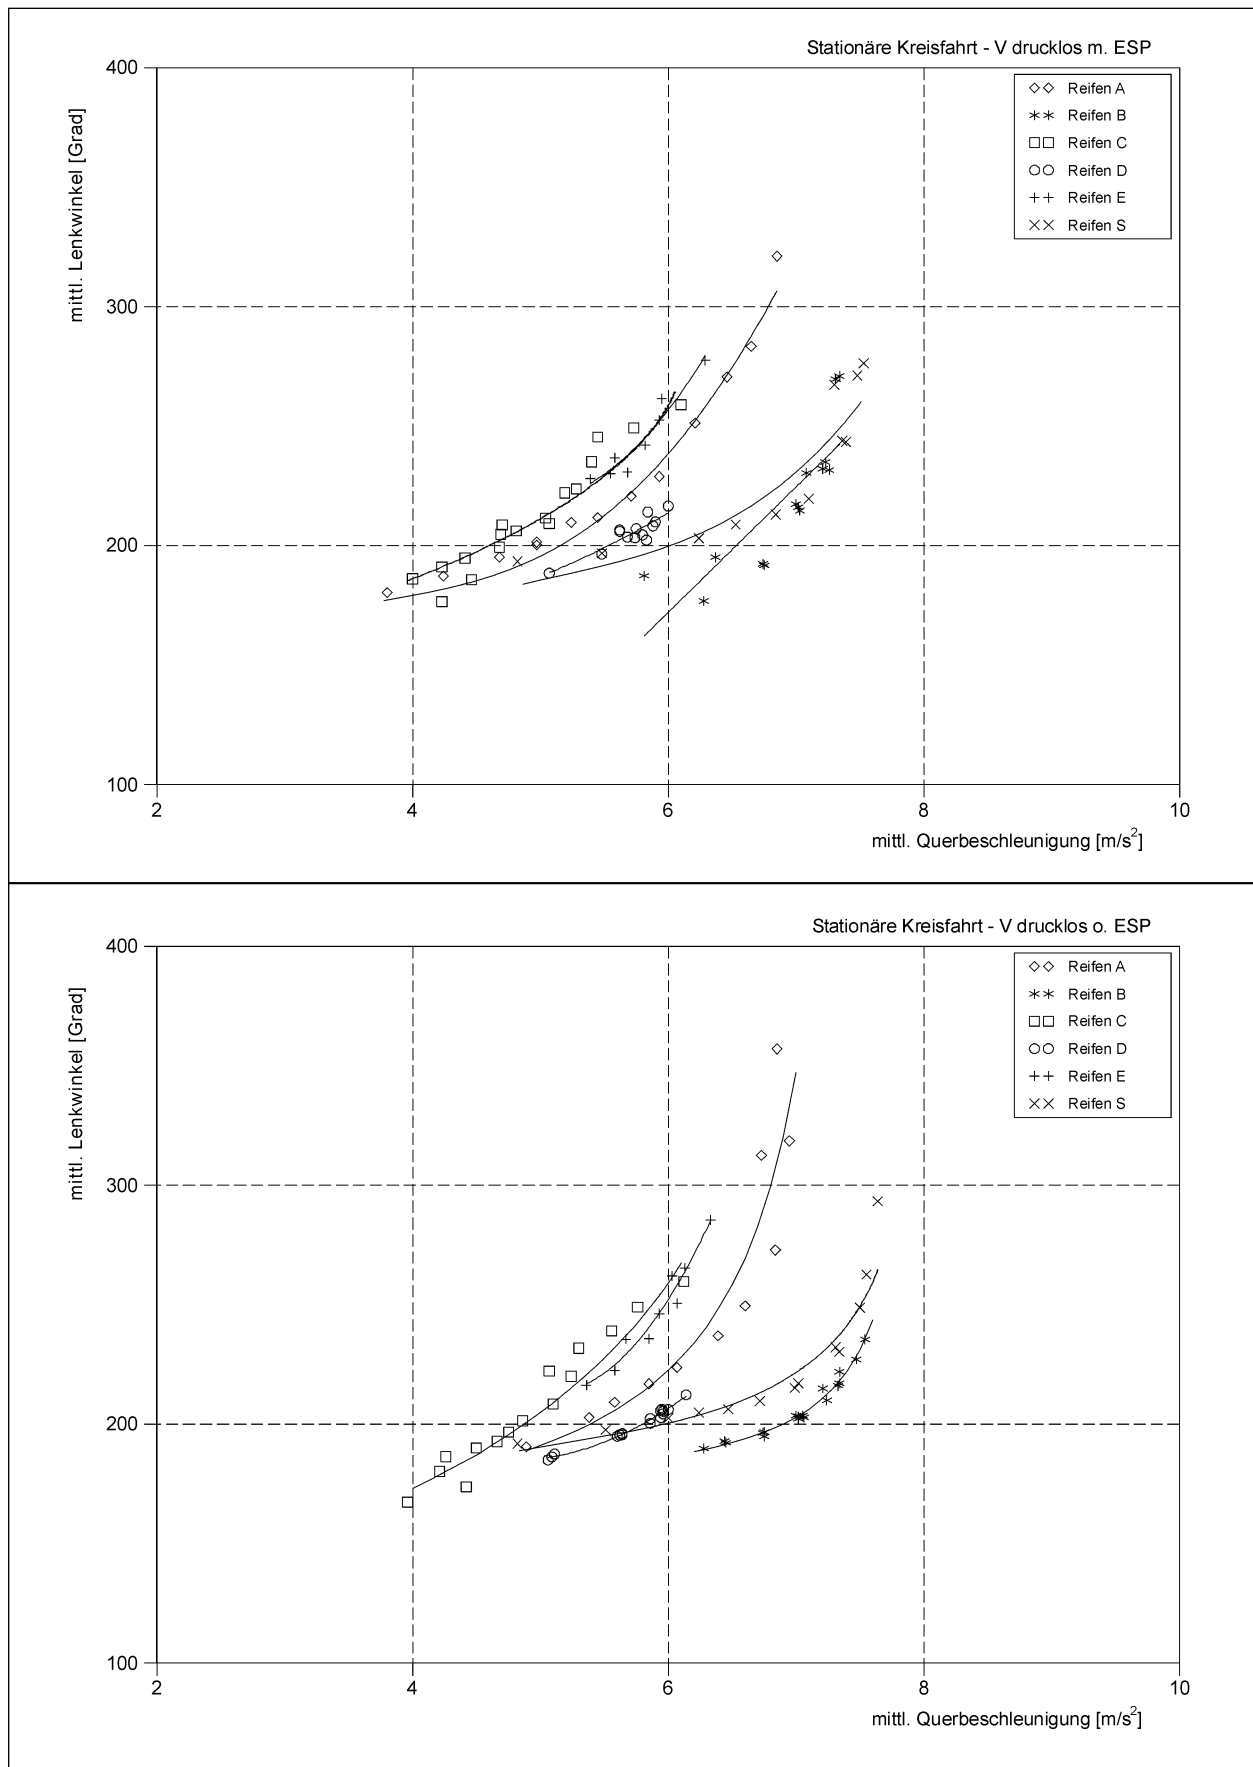 Stationäre Kreisfahrt - V drucklos m. ESP
400
300
200
100
mittl. Lenkwinkel [Grad]
Reifen A
Reifen B
Reifen C
Reifen D
Reifen E
Reifen S
2 4 6 8 10
mittl. Querbeschleunigung [m/s²]
Stationäre Kreisfahrt - V drucklos o. ESP
400
300
200
100
mittl. Lenkwinkel [Grad]
Reifen A
Reifen B
Reifen C
Reifen D
Reifen E
Reifen S
2 4 6 8 10
mittl. Querbeschleunigung [m/s²]